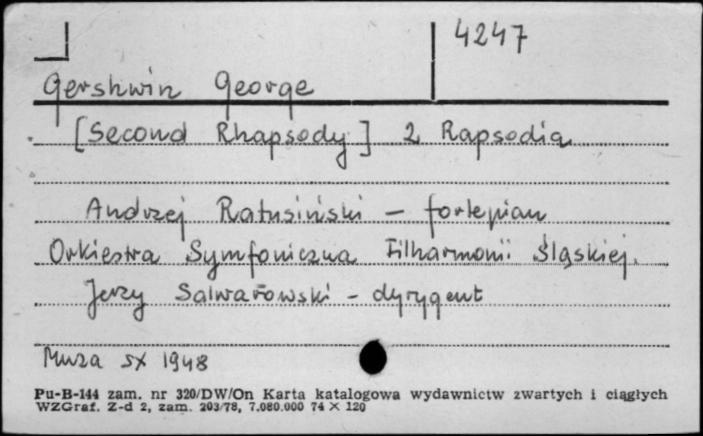 4247
Gershwin George
[Second Rhapsody] 2 Rapsodia
Andrzej Ratusiński - fortepian
Orkiestra Symfoniczna Filharmonii Śląskiej.
Jerzy Salwarowski - dyrygent
Muza SX 1948
Pu-B-144 zam. nr 320/DW/On Karta katalogowa wydawnictw zwartych i ciągłych
WZGraf. Z-d 2, zam. 203/78, 7.080.000 74 × 120